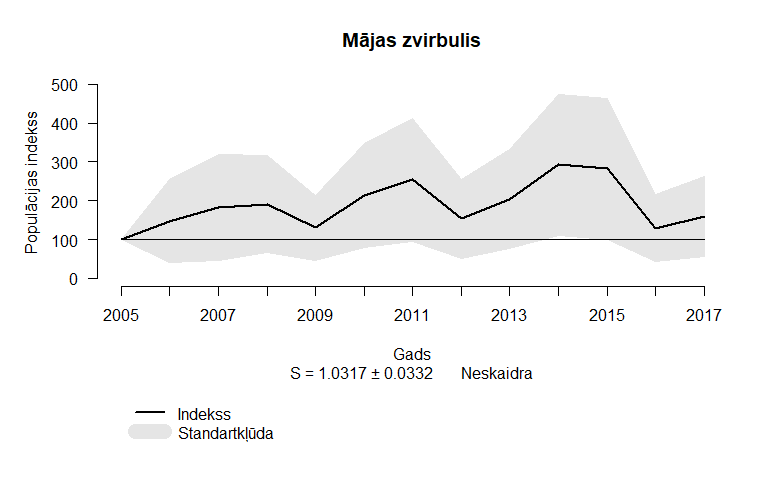 Mājas zvirbulis
Populācijas indekss
500
400
300
200
100
0
2005 2007 2009 2011 2013 2015 2017
Gads
S = 1.0317 ± 0.0332 Neskaidra
Indekss
Standartkļūda